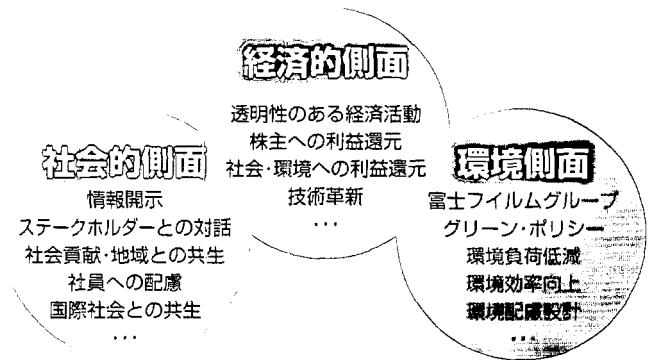 経済的側面
透明性のある経済活動
株主への利益還元
社会・環境への利益還元
技術革新
...
社会的側面
情報開示
ステークホルダーとの対話
社会貢献・地域との共生
社員への配慮
国際社会との共生
...
環境側面
富士フイルムグループ
グリーン・ポリシー
環境負荷低減
環境効率向上
環境配慮設計
...